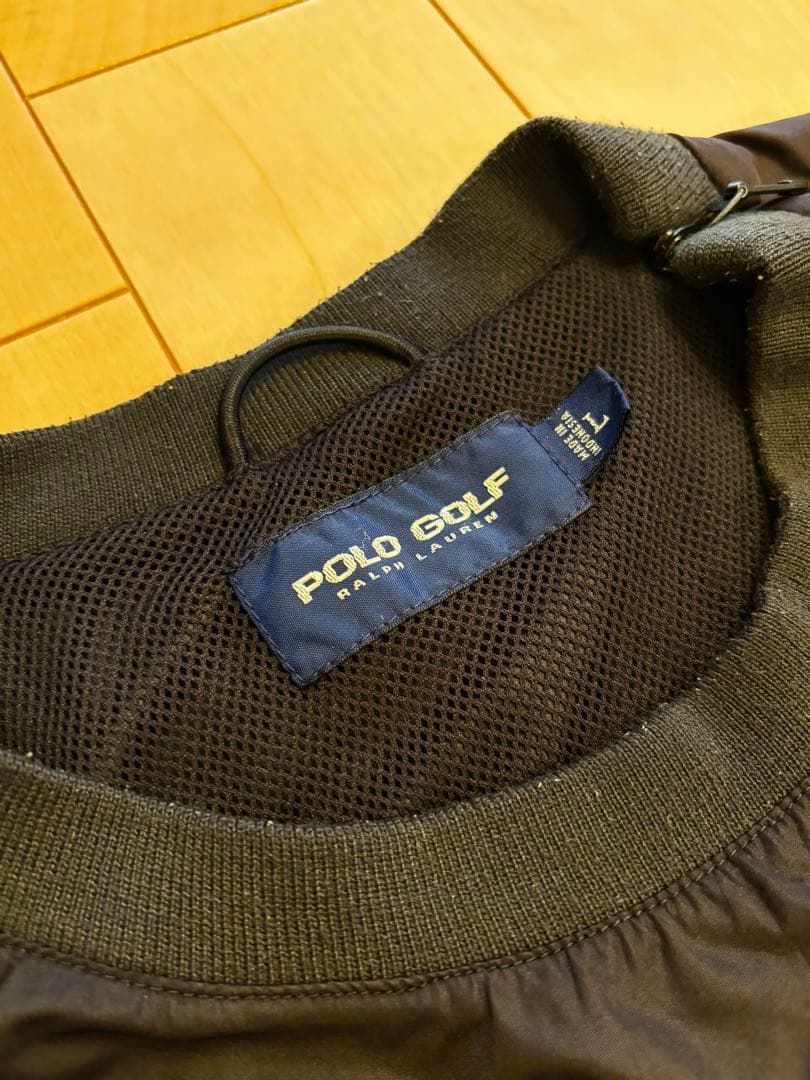 POLO GOLF
RALPH LAUREN
L
MADE IN
INDONESIA